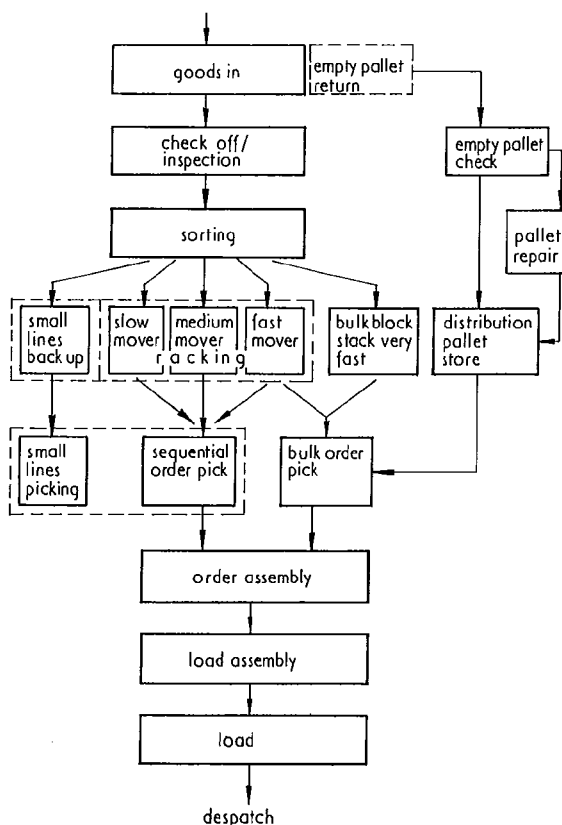 goods in
empty pallet
return
check off/
inspection
empty pallet
check
sorting
pallet
repair
small
lines
back up
slow
mover
medium
mover
fast
mover
racking
bulk block
stack very
fast
distribution
pallet
store
small
lines
picking
sequential
order pick
bulk order
pick
order assembly
load assembly
load
despatch